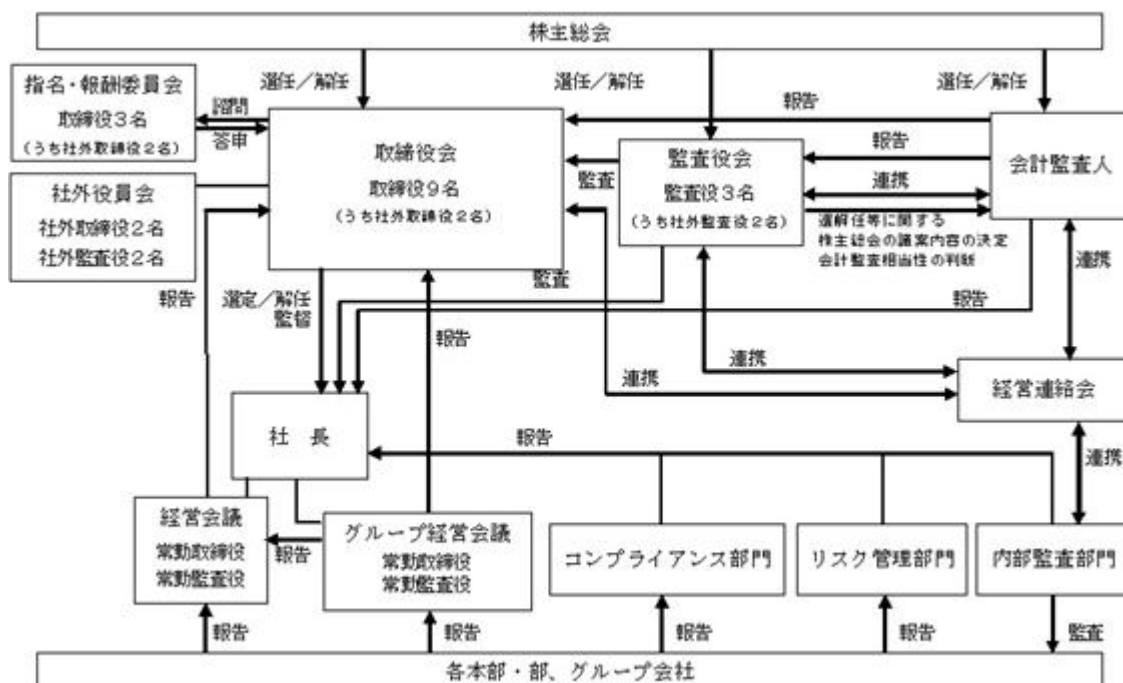 株主総会
選任／解任
選任／解任
選任／解任
指名・報酬委員会
取締役３名
（うち社外取締役２名）
諮問
答申
報告
取締役会
取締役９名
（うち社外取締役２名）
監査
監査役会
監査役３名
（うち社外監査役２名）
報告
連携
会計監査人
選解任等に関する
株主総会の議案内容の決定
会計監査相当性の判断
社外役員会
社外取締役２名
社外監査役２名
報告
選定／解任
監督
報告
監査
報告
連携
連携
連携
経営連絡会
社　長
報告
連携
経営会議
常勤取締役
常勤監査役
報告
グループ経営会議
常勤取締役
常勤監査役
コンプライアンス部門
リスク管理部門
内部監査部門
報告
報告
報告
報告
監査
各本部・部、グループ会社